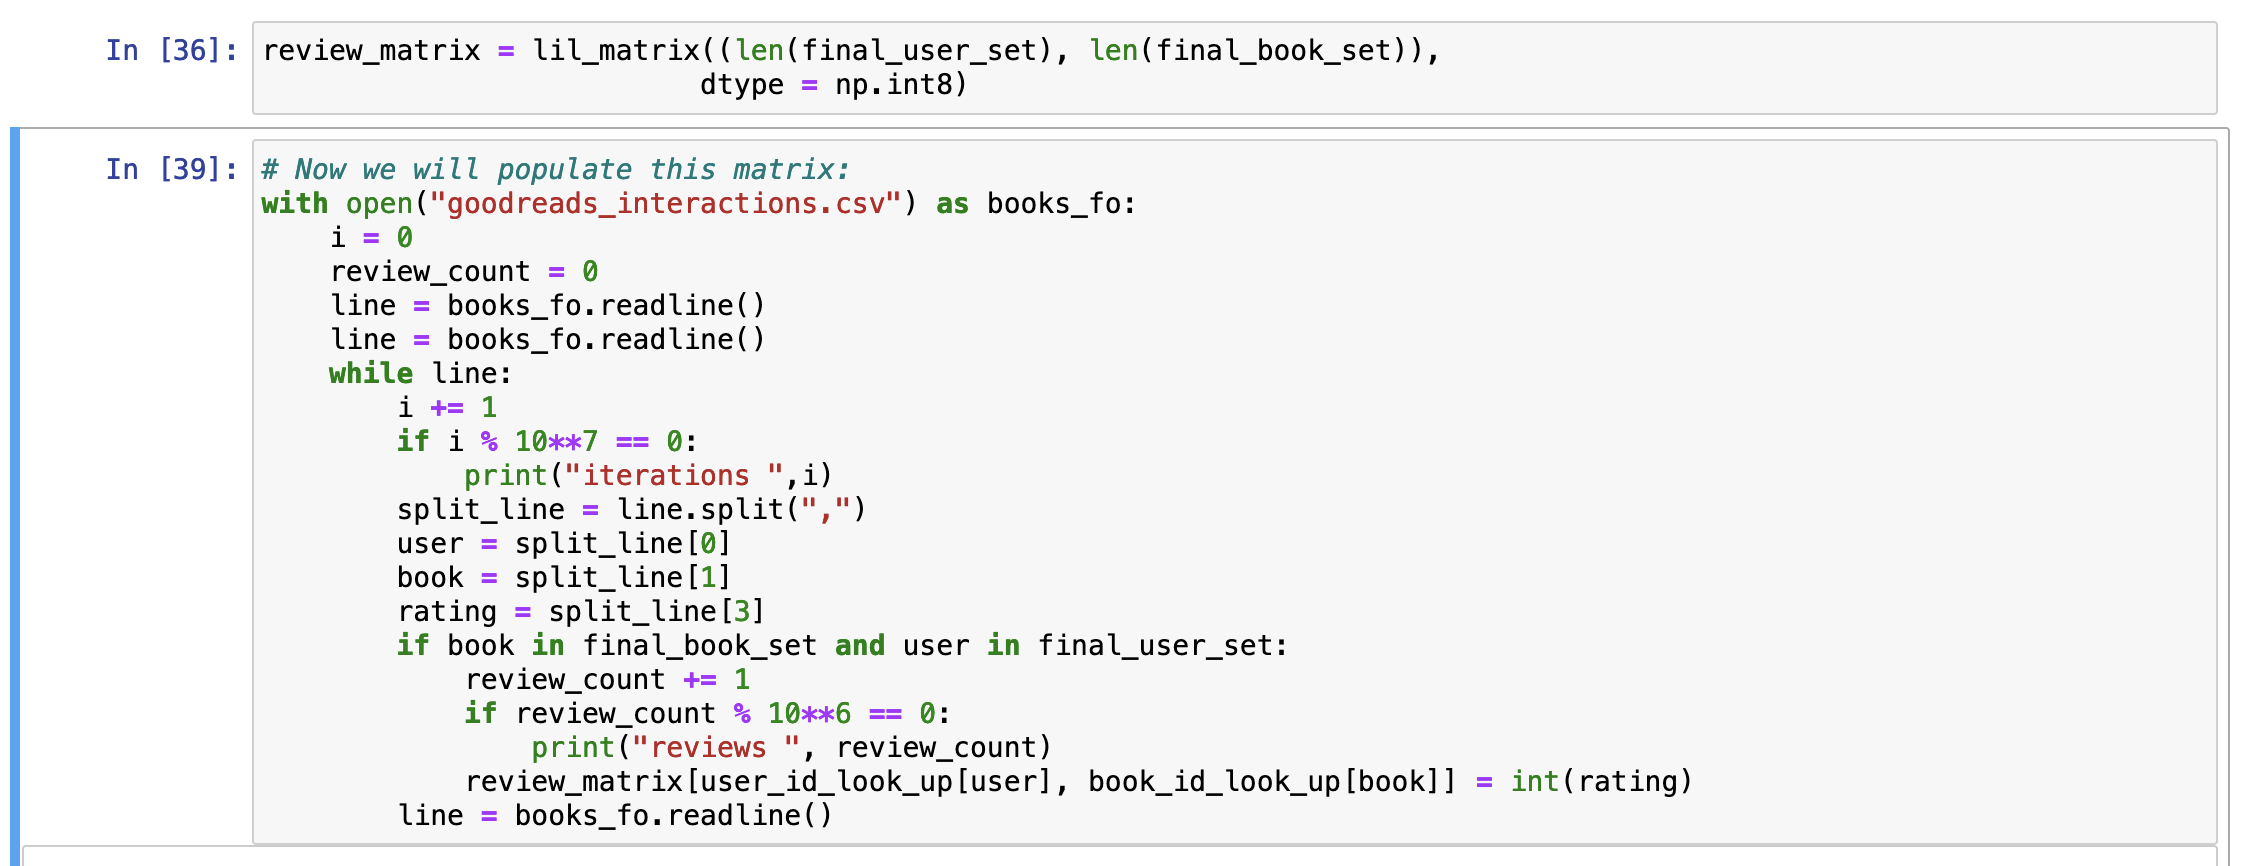 In [36]: review_matrix = lil_matrix((len(final_user_set), len(final_book_set)),
                          dtype = np.int8)
In [39]: # Now we will populate this matrix:
with open("goodreads_interactions.csv") as books_fo:
    i = 0
    review_count = 0
    line = books_fo.readline()
    line = books_fo.readline()
    while line:
        i += 1
        if i % 10**7 == 0:
            print("iterations ",i)
        split_line = line.split(",")
        user = split_line[0]
        book = split_line[1]
        rating = split_line[3]
        if book in final_book_set and user in final_user_set:
            review_count += 1
            if review_count % 10**6 == 0:
                print("reviews ", review_count)
            review_matrix[user_id_look_up[user], book_id_look_up[book]] = int(rating)
        line = books_fo.readline()